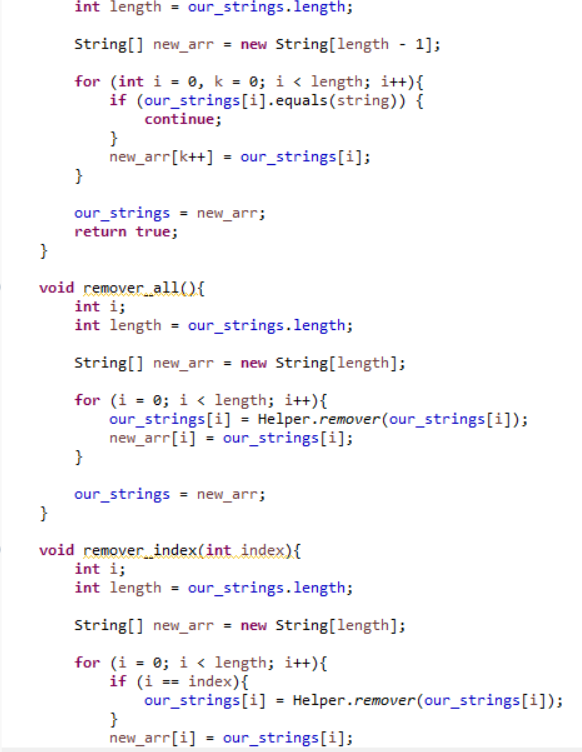 int length = our_strings.length;
String[] new_arr = new String[length - 1];
for (int i = 0, k = 0; i < length; i++){
if (our_strings[i].equals(string)) {
continue;
}
new_arr[k++] = our_strings[i];
}
our_strings = new_arr;
return true;
}
void remover_all(){
int i;
int length = our_strings.length;
String[] new_arr = new String[length];
for (i = 0; i < length; i++){
our_strings[i] = Helper.remover(our_strings[i]);
new_arr[i] = our_strings[i];
}
our_strings = new_arr;
}
void remover_index(int index){
int i;
int length = our_strings.length;
String[] new_arr = new String[length];
for (i = 0; i < length; i++){
if (i == index){
our_strings[i] = Helper.remover(our_strings[i]);
}
new_arr[i] = our_strings[i];